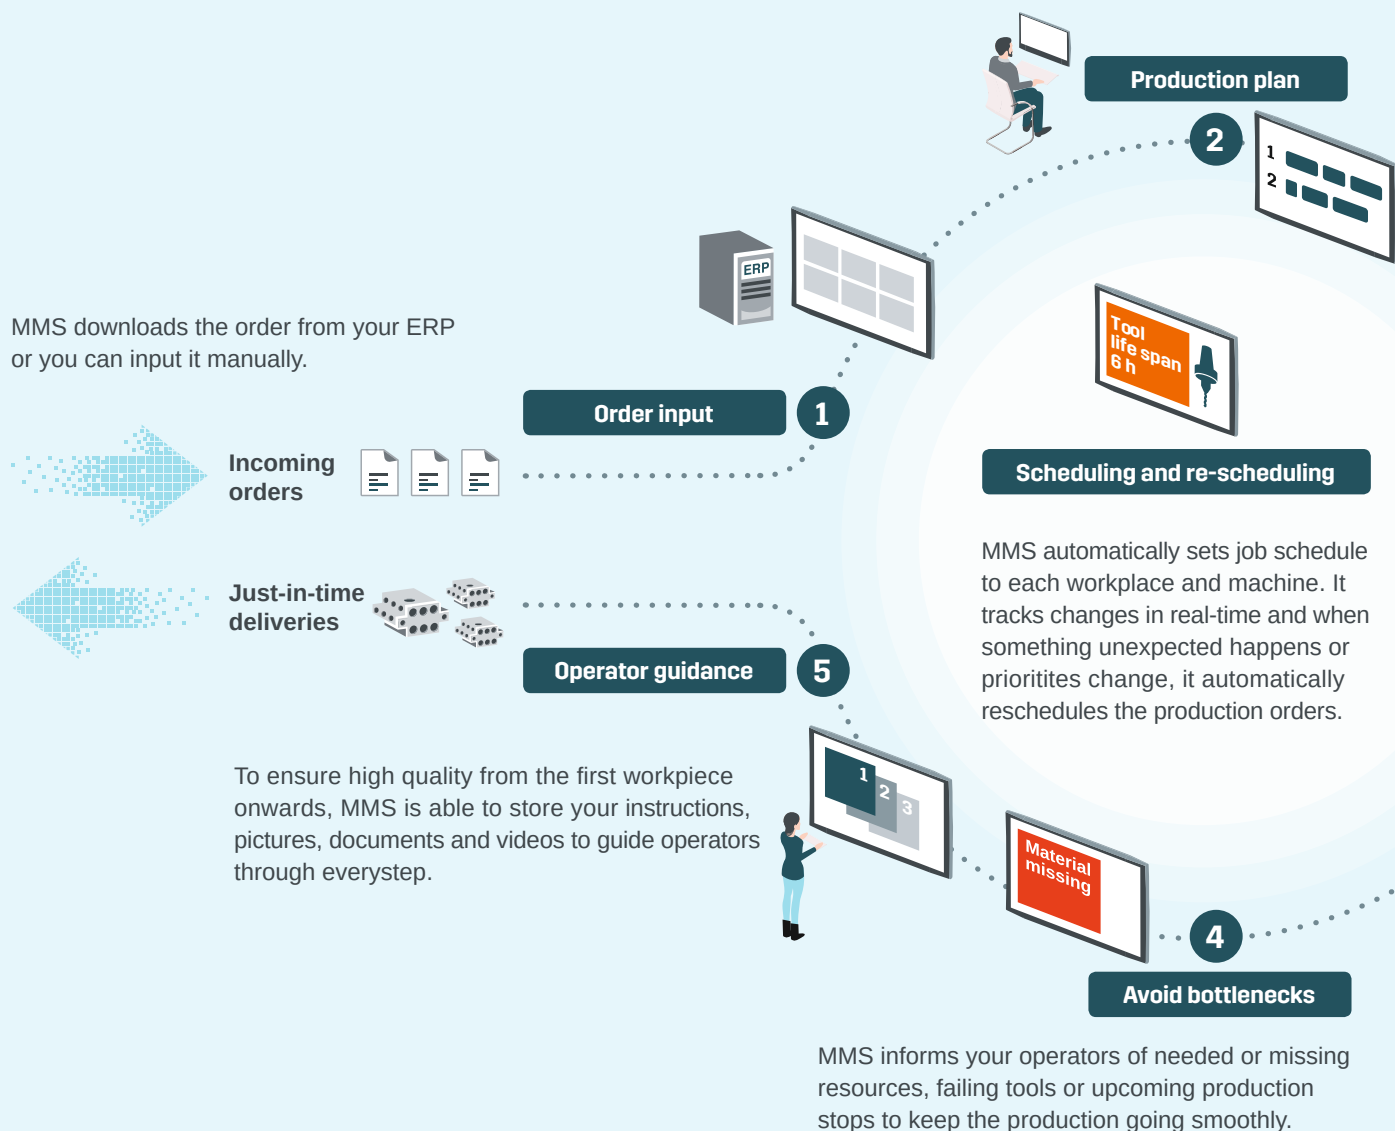 Production plan
2
1
2
ERP
MMS downloads the order from your ERP
or you can input it manually.
Tool
life span
6 h
Order input
1
Incoming
orders
Scheduling and re-scheduling
MMS automatically sets job schedule
to each workplace and machine. It
tracks changes in real-time and when
something unexpected happens or
prioritites change, it automatically
reschedules the production orders.
Just-in-time
deliveries
Operator guidance
5
To ensure high quality from the first workpiece
onwards, MMS is able to store your instructions,
pictures, documents and videos to guide operators
through everystep.
1
2
3
Material
missing
4
Avoid bottlenecks
MMS informs your operators of needed or missing
resources, failing tools or upcoming production
stops to keep the production going smoothly.